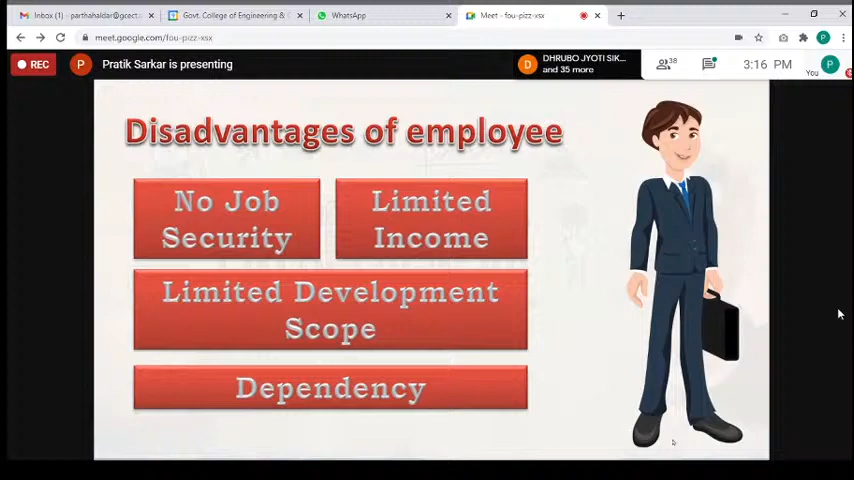 Inbox (1) - parthahaldar@gcect.
Govt. College of Engineering & C
WhatsApp
Meet - fou-pizz-xsx
meet.google.com/fou-pizz-xsx
P
REC
P
Pratik Sarkar is presenting
D
DHRUBO JYOTI SIK...
and 35 more
38
3:16 PM
You
P
Disadvantages of employee
No Job
Security
Limited
Income
Limited Development
Scope
Dependency